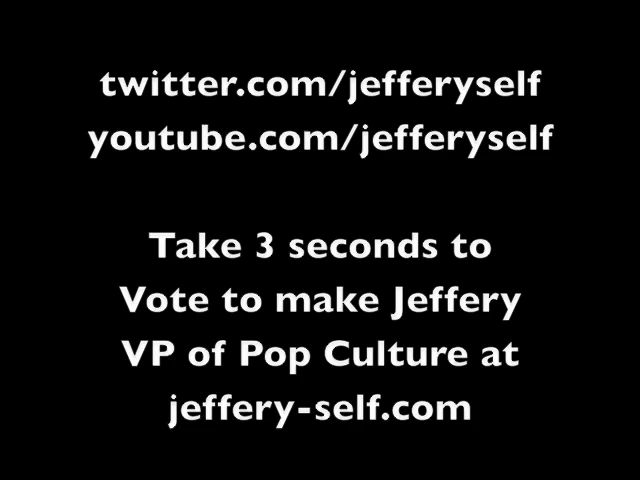 twitter.com/jefferyself
youtube.com/jefferyself
Take 3 seconds to
Vote to make Jeffery
VP of Pop Culture at
jeffery-self.com